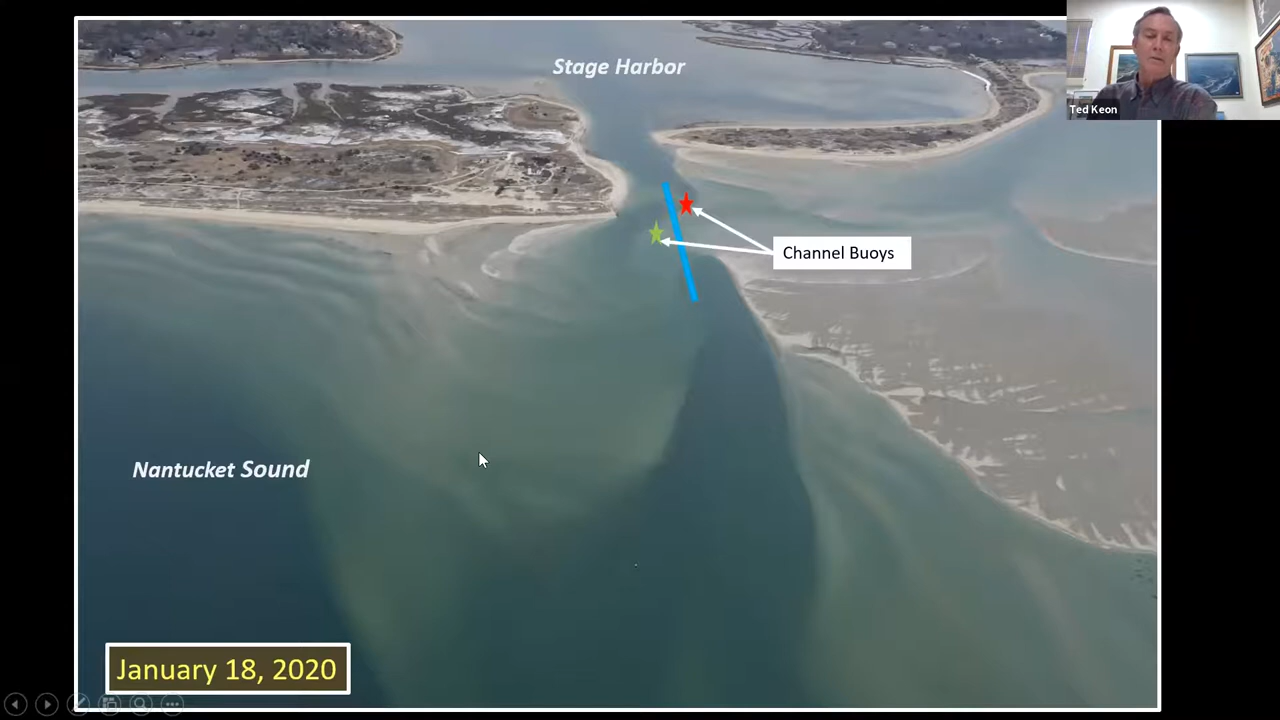 Stage Harbor
Ted Keon
Channel Buoys
Nantucket Sound
January 18, 2020